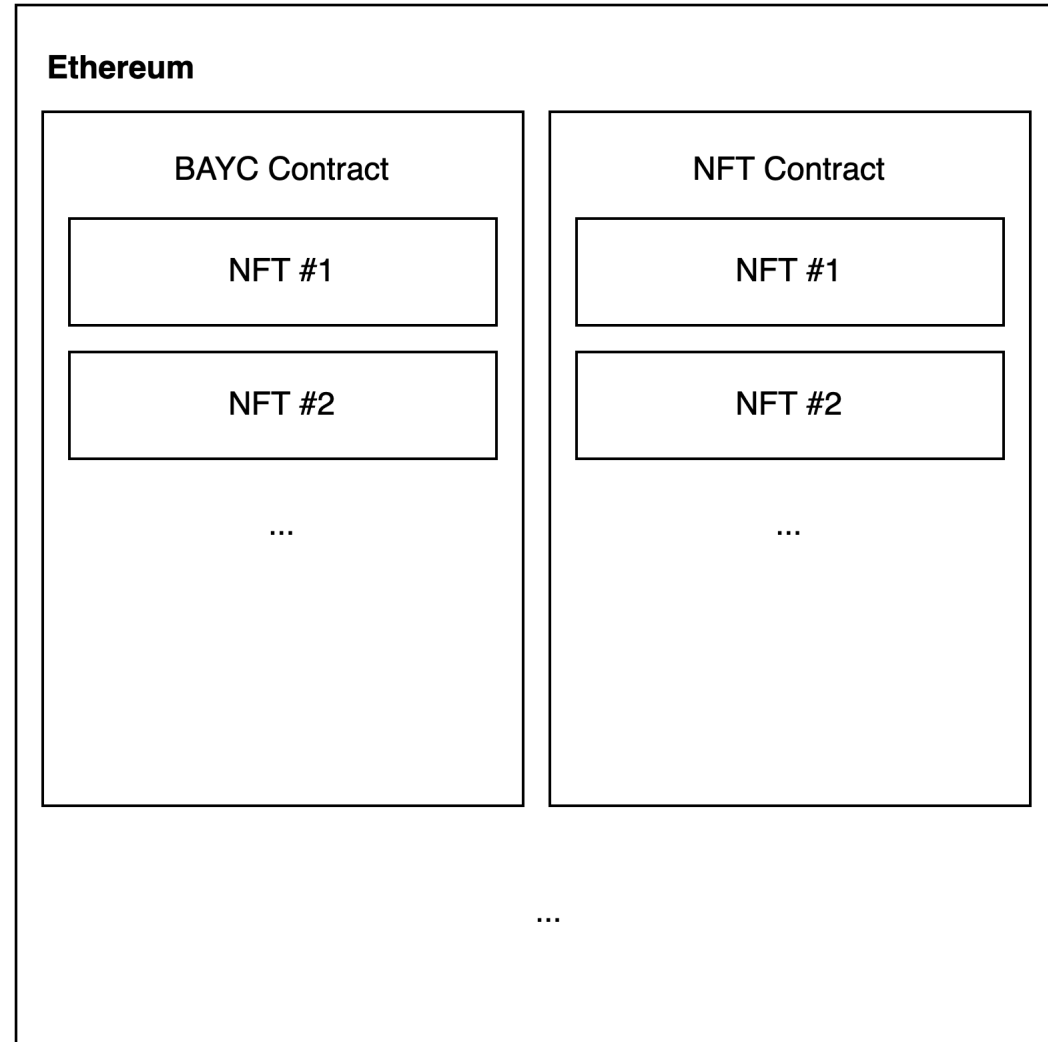 Ethereum
BAYC Contract
NFT #1
NFT #2
...
NFT Contract
NFT #1
NFT #2
...
...